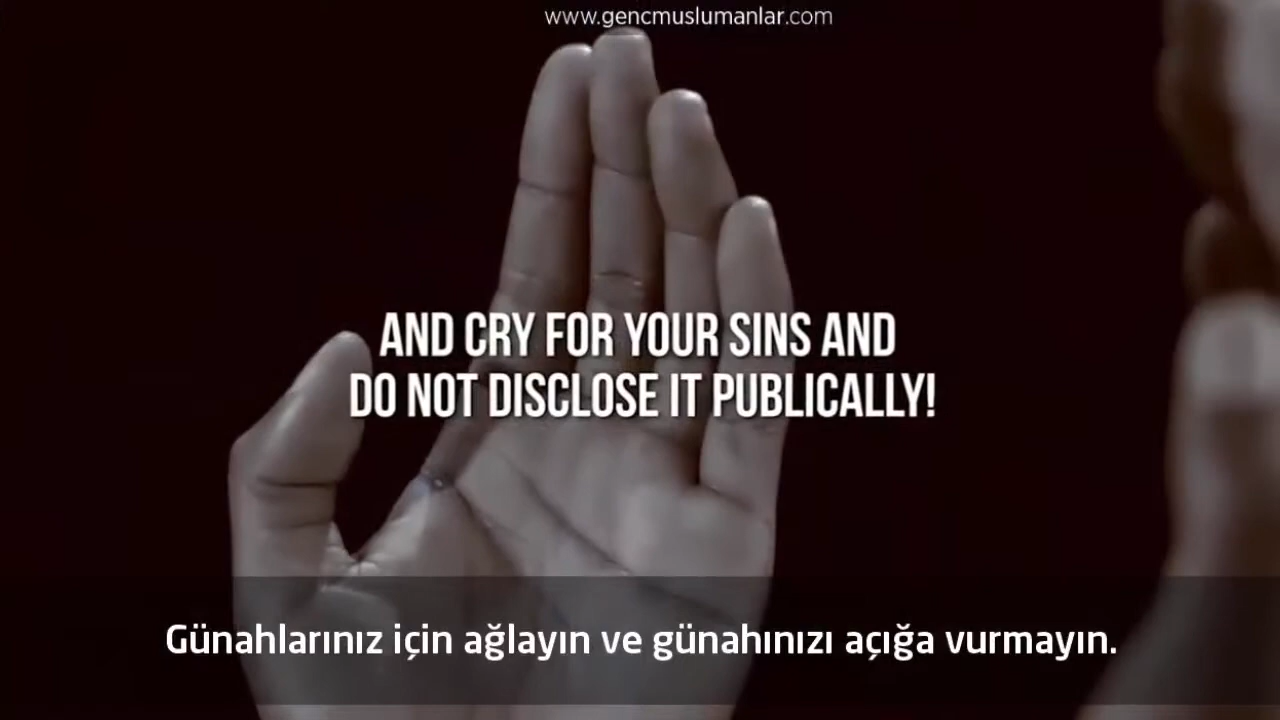 www.gencmuslumanlar.com
AND CRY FOR YOUR SINS AND
DO NOT DISCLOSE IT PUBLICALLY!
Günahlarınız için ağlayın ve günahınızı açığa vurmayın.